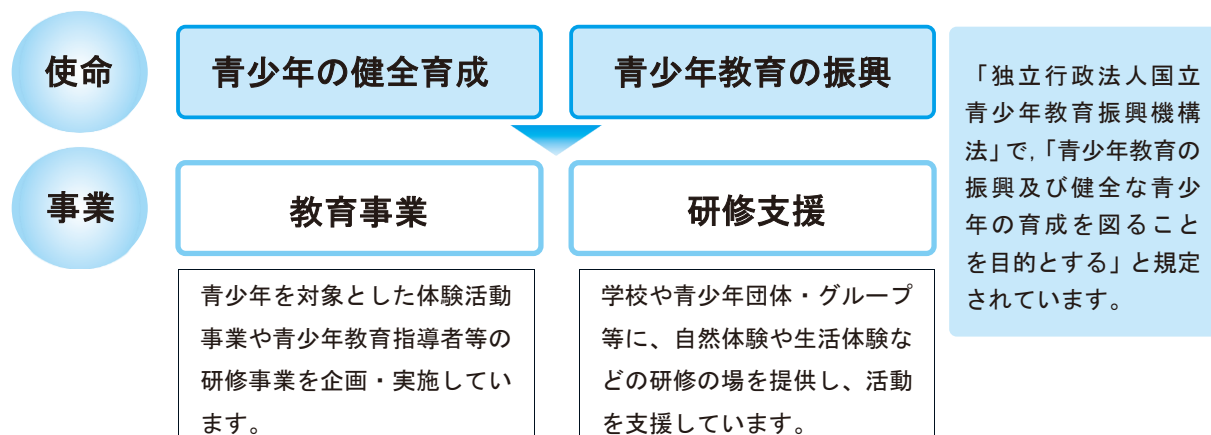 使命
青少年の健全育成
青少年教育の振興
事業
教育事業
研修支援
青少年を対象とした体験活動
事業や青少年教育指導者等の
研修事業を企画・実施してい
ます。
学校や青少年団体・グループ
等に、自然体験や生活体験な
どの研修の場を提供し、活動
を支援しています。
「独立行政法人国立
青少年教育振興機構
法」で,「青少年教育の
振興及び健全な青少
年の育成を図ること
を目的とする」と規定
されています。